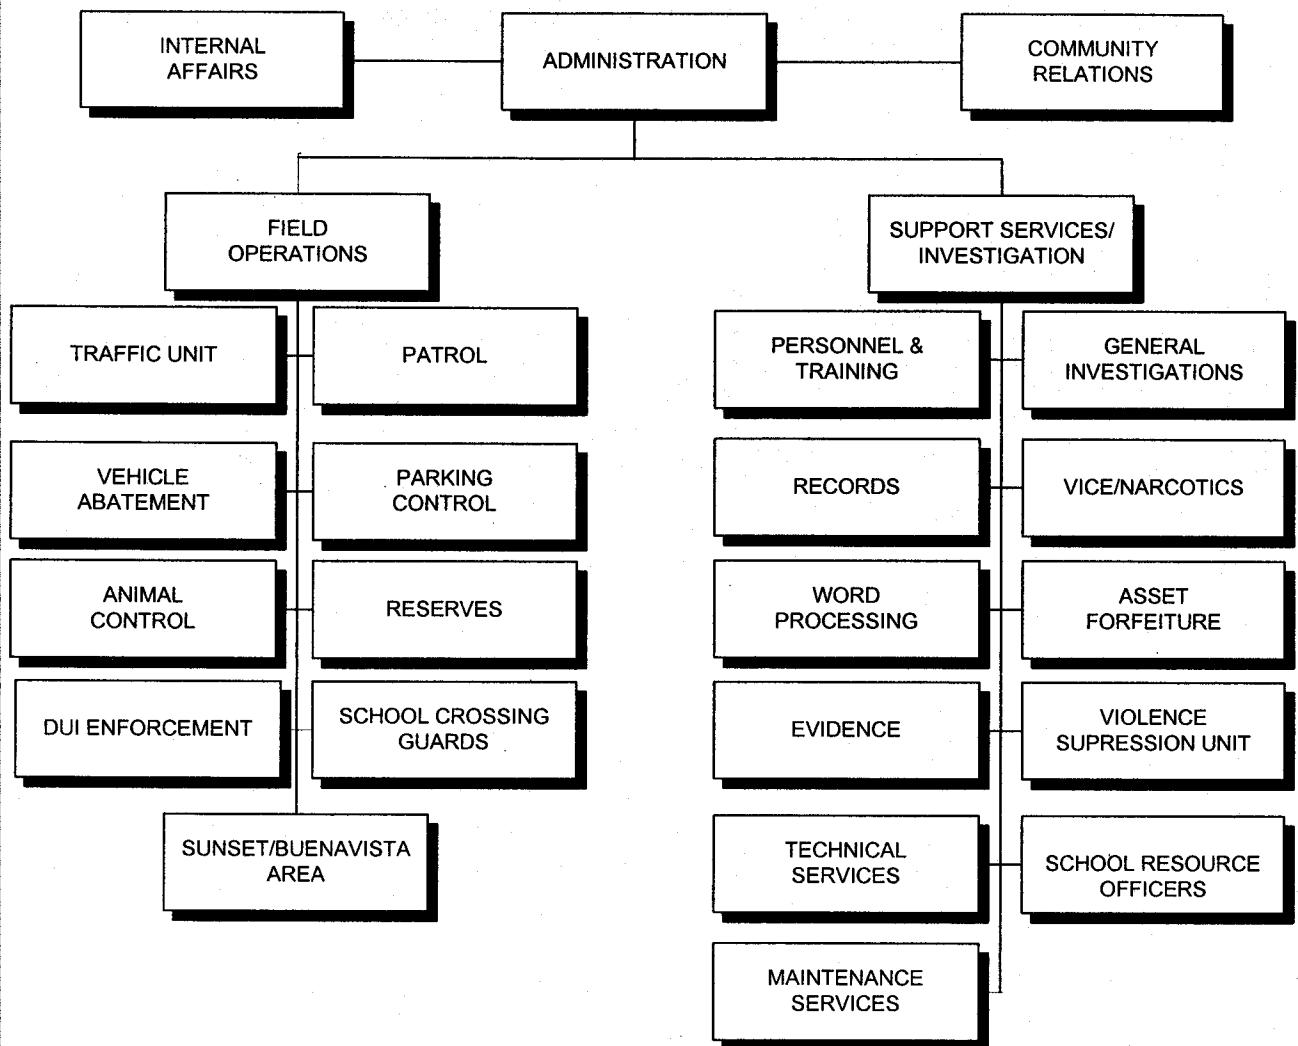 INTERNAL
AFFAIRS
ADMINISTRATION
COMMUNITY
RELATIONS
FIELD
OPERATIONS
SUPPORT SERVICES/
INVESTIGATION
TRAFFIC UNIT
PATROL
PERSONNEL &
TRAINING
GENERAL
INVESTIGATIONS
VEHICLE
ABATEMENT
PARKING
CONTROL
RECORDS
VICE/NARCOTICS
ANIMAL
CONTROL
RESERVES
WORD
PROCESSING
ASSET
FORFEITURE
DUI ENFORCEMENT
SCHOOL CROSSING
GUARDS
EVIDENCE
VIOLENCE
SUPRESSION UNIT
SUNSET/BUENAVISTA
AREA
TECHNICAL
SERVICES
SCHOOL RESOURCE
OFFICERS
MAINTENANCE
SERVICES